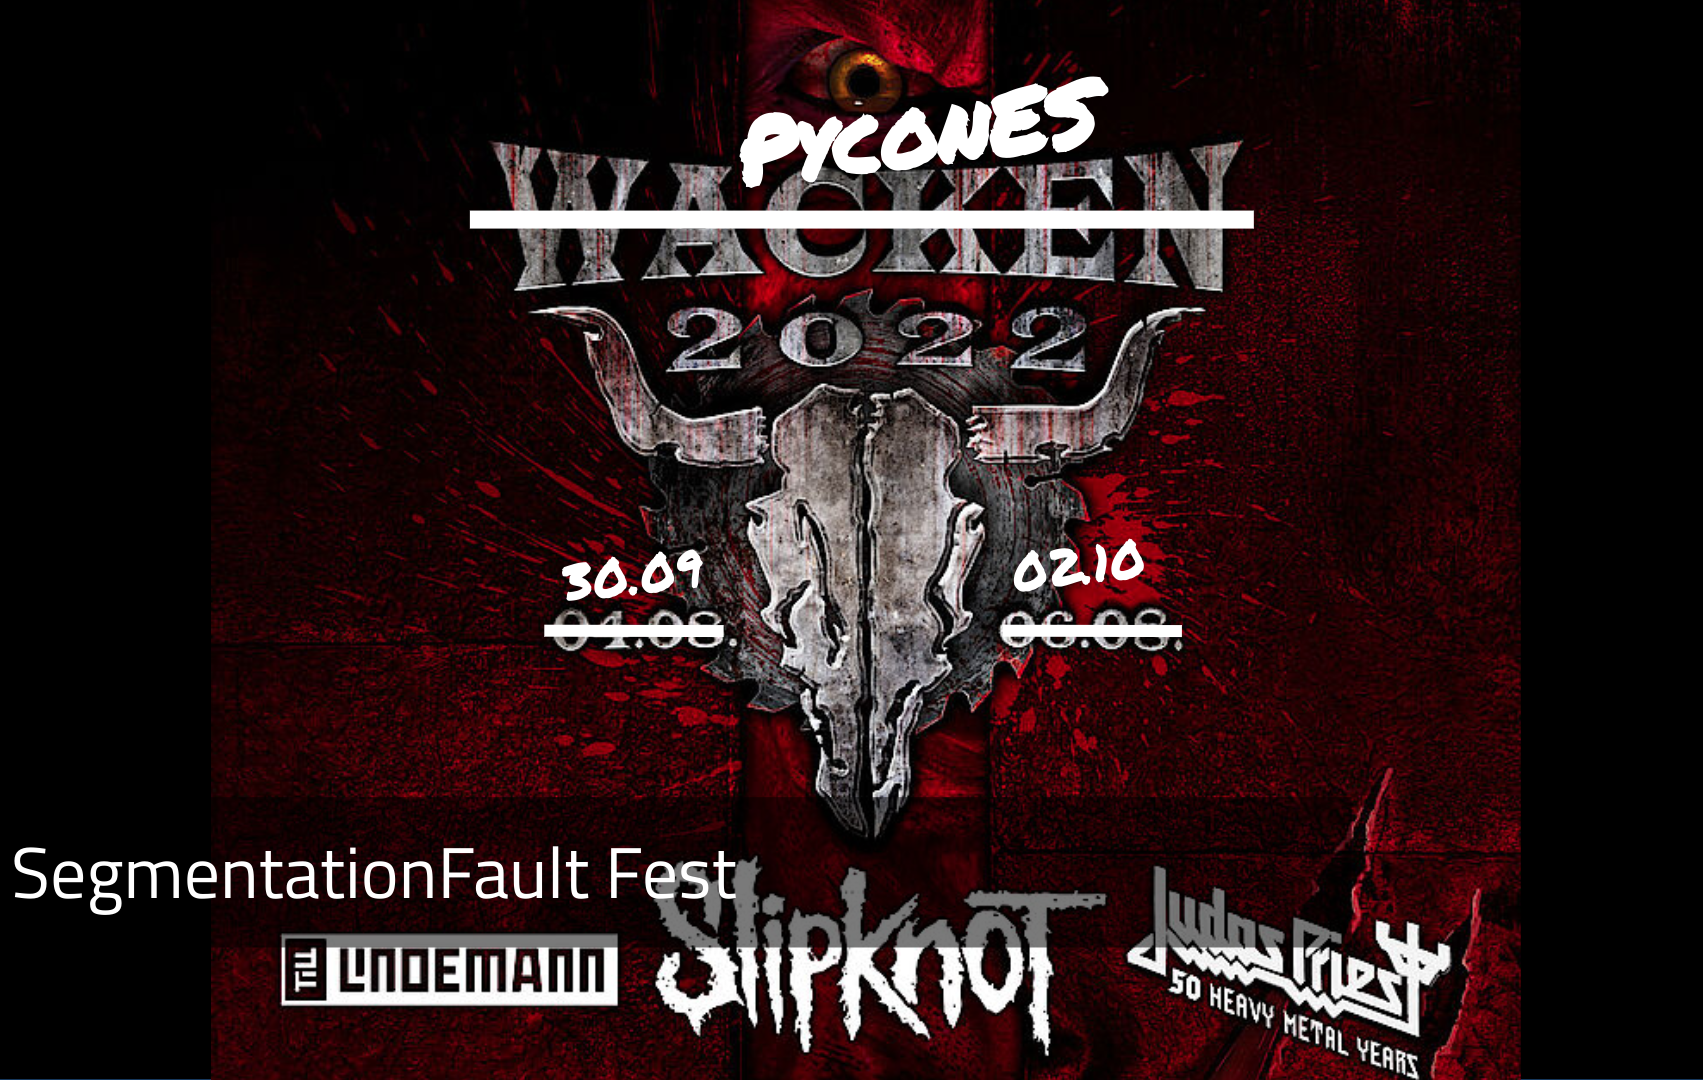 PYCONES
WACKEN
2022
30.09
02.10
04.08.
06.08.
SegmentationFault Fest
TILL LINDEMANN
SLIPKNOT
Judas Priest
50 HEAVY METAL YEARS